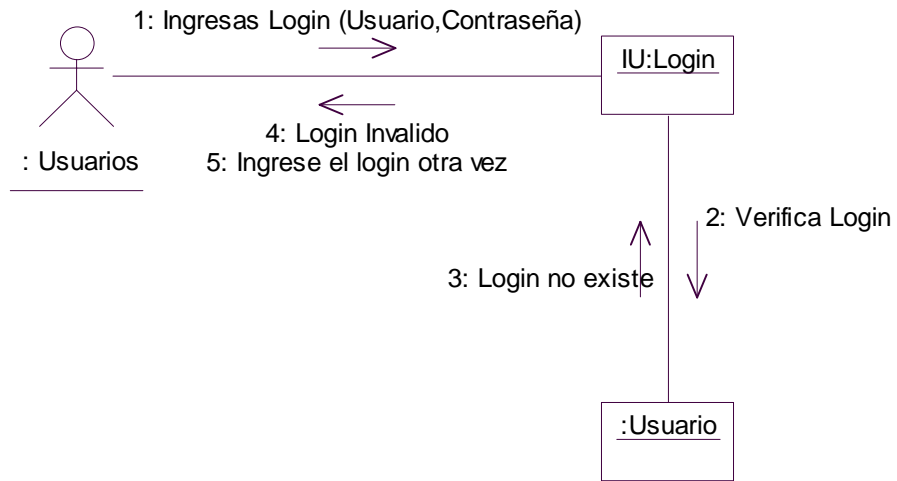 1: Ingresas Login (Usuario,Contraseña)
IU:Login
4: Login Invalido
5: Ingrese el login otra vez
: Usuarios
2: Verifica Login
3: Login no existe
:Usuario